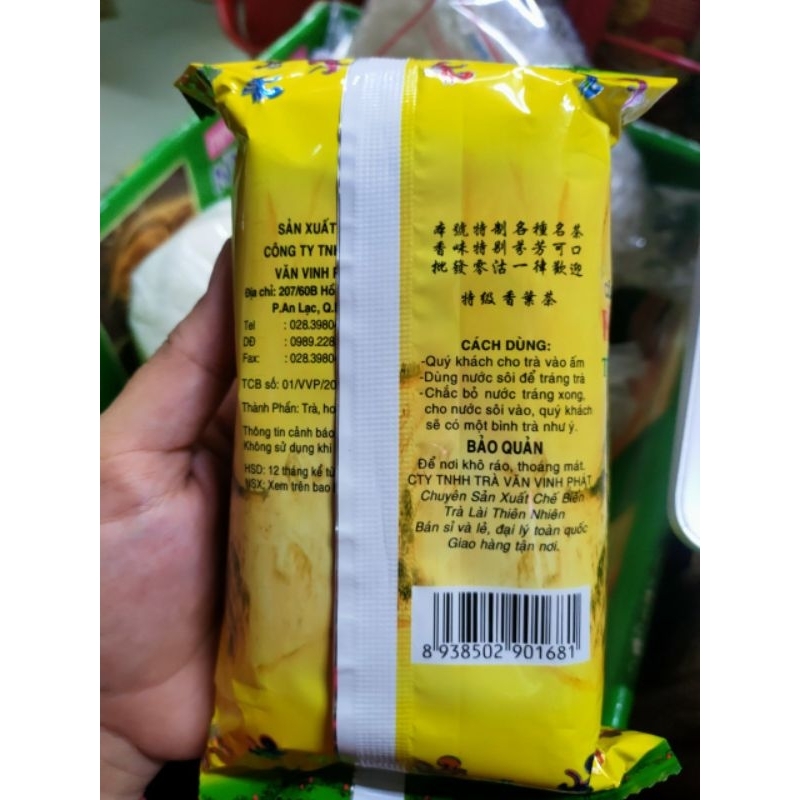 SẢN XUẤT
CÔNG TY TNH
VĂN VINH
Địa chỉ: 207/60B Hồ
P.An Lạc, Q.
Tel : 028.3980
DĐ : 0989.228
Fax: : 028.3980
TCB số: 01/VVP/20
Thành Phần: Trà, ho
Thông tin cảnh báo
Không sử dụng khi
HSD: 12 tháng kể từ
NSX: Xem trên bao
本號特制各種名茶
香味特别芬芳可口
批發零沽一律歡迎
特级香葉茶
CÁCH DÙNG:
-Quý khách cho trà vào ấm
-Dùng nước sôi để tráng trà
-Chắc bỏ nước tráng xong,
cho nước sôi vào, quý khách
sẽ có một bình trà như ý.
BẢO QUẢN
Để nơi khô ráo, thoáng mát.
CTY TNHH TRÀ VĂN VINH PHÁT
Chuyên Sản Xuất Chế Biến
Trà Lài Thiên Nhiên
Bán sỉ và lẻ, đại lý toàn quốc
Giao hàng tận nơi.
8 938502 901681